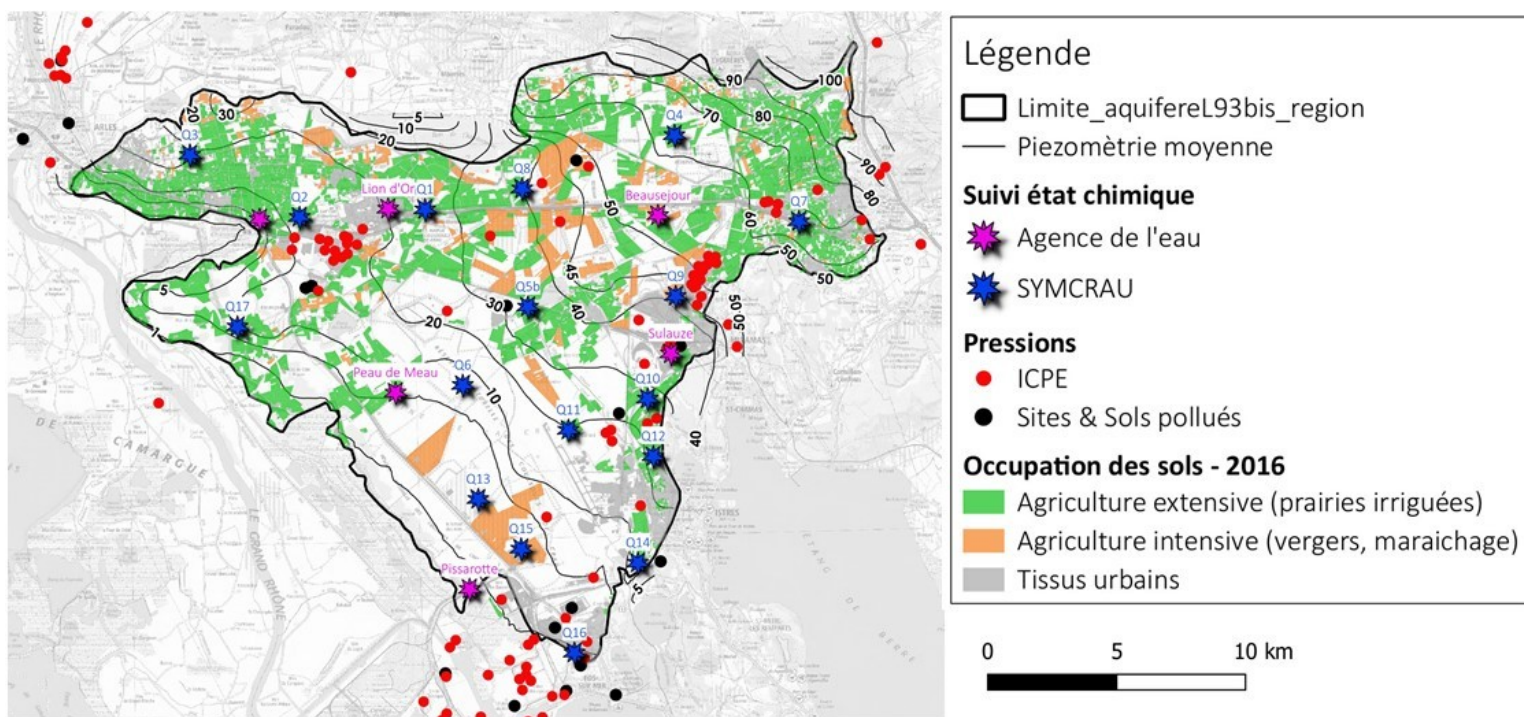 Légende
Limite_aquifereL93bis_region
Piezomètrie moyenne
Suivi état chimique
Agence de l'eau
SYMCRAU
Pressions
ICPE
Sites & Sols pollués
Occupation des sols - 2016
Agriculture extensive (prairies irriguées)
Agriculture intensive (vergers, maraichage)
Tissus urbains
0 5 10 km
90
100
20
30
5
10
20
70
80
Q4
ARLES
Q3
90
Q8
80
Lion d'Or
Q1
Beausejour
Q2
50
60
Q7
50
50
45
Q9
5
Q5b
30
40
50
50
Q17
20
1
Sulauze
Peau de Meau
Q6
Q10
10
Q11
40
Q12
DE CAMARGUE
Q13
ISTRES
Q15
Q14
LE GRAND RHÔNE
Pissarotte
5
Q16